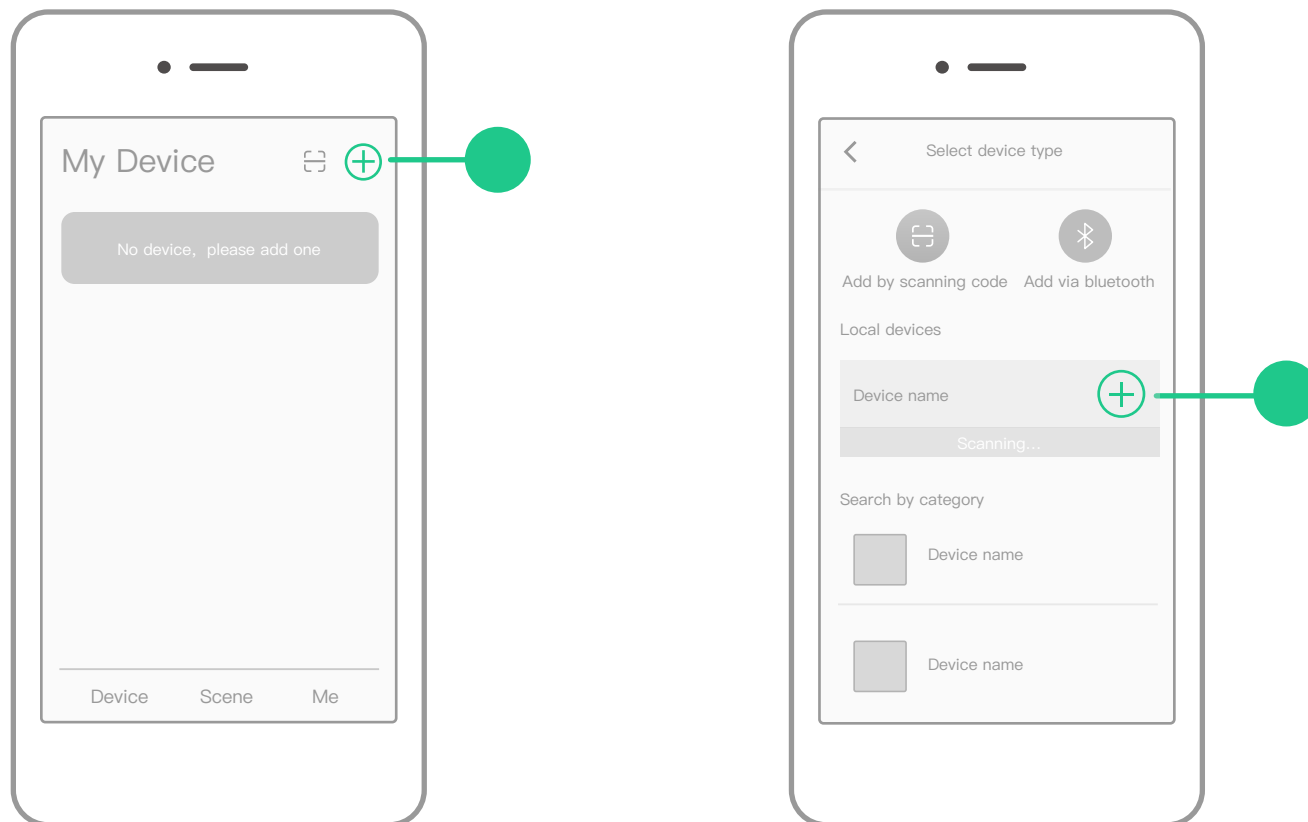 My Device
No device, please add one
Device Scene Me
Select device type
Add by scanning code Add via bluetooth
Local devices
Device name
Scanning...
Search by category
Device name
Device name